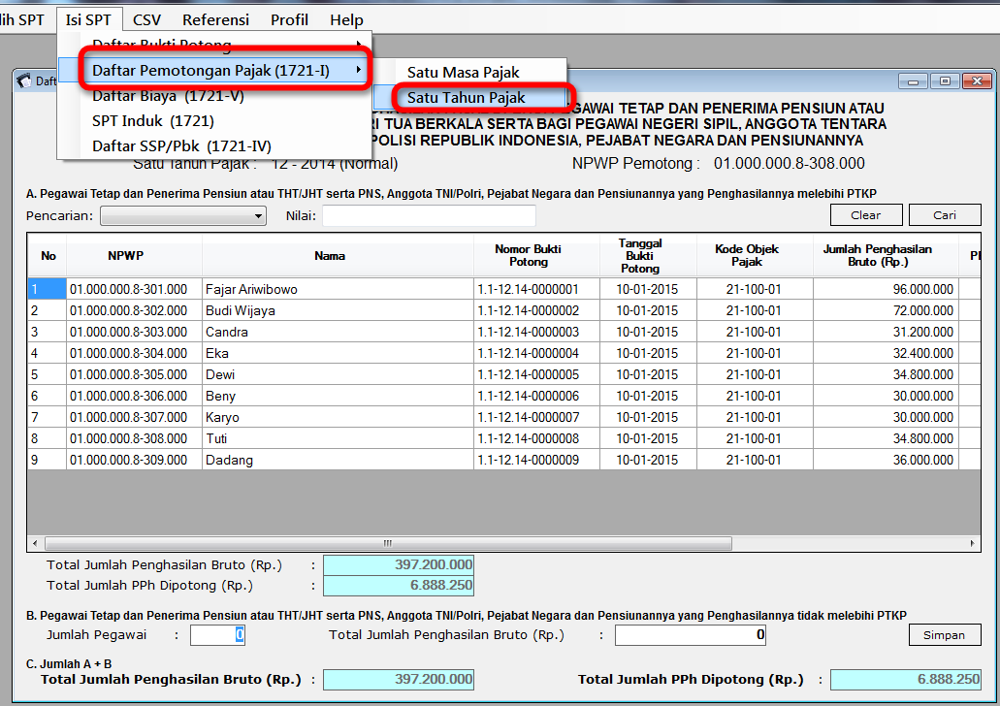 lih SPT Isi SPT CSV Referensi Profil Help
Daftar Bukti Potong
Daftar Pemotongan Pajak (1721-I)
Satu Masa Pajak
Daft
Daftar Biaya (1721-V)
Satu Tahun Pajak
EGAWAI TETAP DAN PENERIMA PENSIUN ATAU
SPT Induk (1721)
RI TUA BERKALA SERTA BAGI PEGAWAI NEGERI SIPIL, ANGGOTA TENTARA
Daftar SSP/Pbk (1721-IV)
POLISI REPUBLIK INDONESIA, PEJABAT NEGARA DAN PENSIUNANNYA
Satu Tahun Pajak : 12 - 2014 (Normal) NPWP Pemotong : 01.000.000.8-308.000
A. Pegawai Tetap dan Penerima Pensiun atau THT/JHT serta PNS, Anggota TNI/Polri, Pejabat Negara dan Pensiunannya yang Penghasilannya melebihi PTKP
Pencarian: Nilai: Clear Cari
No NPWP Nama Nomor Bukti Potong Tanggal Bukti Potong Kode Objek Pajak Jumlah Penghasilan Bruto (Rp.) PI
1 01.000.000.8-301.000 Fajar Ariwibowo 1.1-12.14-0000001 10-01-2015 21-100-01 96.000.000
2 01.000.000.8-302.000 Budi Wijaya 1.1-12.14-0000002 10-01-2015 21-100-01 72.000.000
3 01.000.000.8-303.000 Candra 1.1-12.14-0000003 10-01-2015 21-100-01 31.200.000
4 01.000.000.8-304.000 Eka 1.1-12.14-0000004 10-01-2015 21-100-01 32.400.000
5 01.000.000.8-305.000 Dewi 1.1-12.14-0000005 10-01-2015 21-100-01 34.800.000
6 01.000.000.8-306.000 Beny 1.1-12.14-0000006 10-01-2015 21-100-01 30.000.000
7 01.000.000.8-307.000 Karyo 1.1-12.14-0000007 10-01-2015 21-100-01 30.000.000
8 01.000.000.8-308.000 Tuti 1.1-12.14-0000008 10-01-2015 21-100-01 34.800.000
9 01.000.000.8-309.000 Dadang 1.1-12.14-0000009 10-01-2015 21-100-01 36.000.000
Total Jumlah Penghasilan Bruto (Rp.) : 397.200.000
Total Jumlah PPh Dipotong (Rp.) : 6.888.250
B. Pegawai Tetap dan Penerima Pensiun atau THT/JHT serta PNS, Anggota TNI/Polri, Pejabat Negara dan Pensiunannya yang Penghasilannya tidak melebihi PTKP
Jumlah Pegawai : 0 Total Jumlah Penghasilan Bruto (Rp.) : 0 Simpan
C. Jumlah A + B
Total Jumlah Penghasilan Bruto (Rp.) : 397.200.000 Total Jumlah PPh Dipotong (Rp.) : 6.888.250